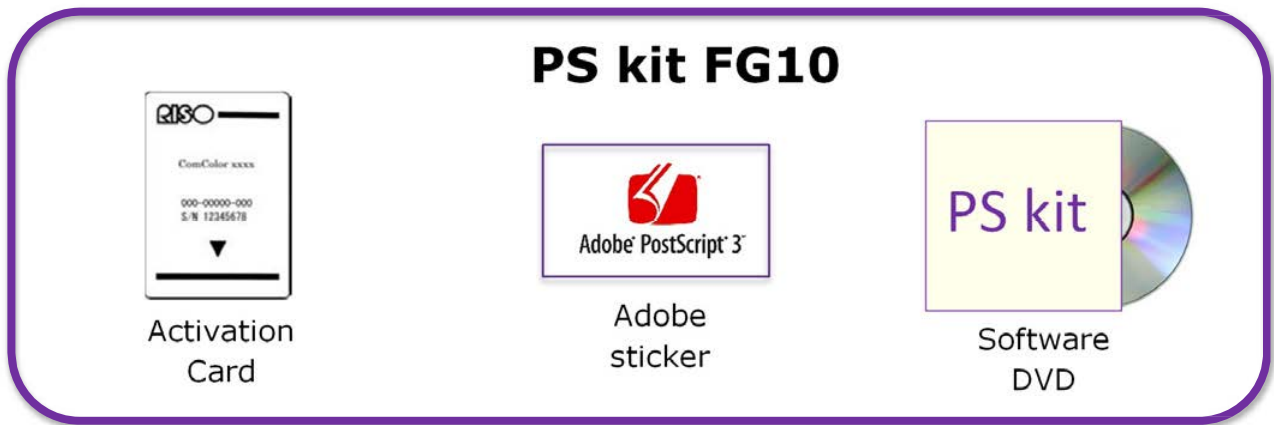 PS kit FG10
RISO
ComColor xxxx
000-00000-000
S/N 12345678
Activation
Card
Adobe® PostScript® 3™
Adobe
sticker
PS kit
Software
DVD